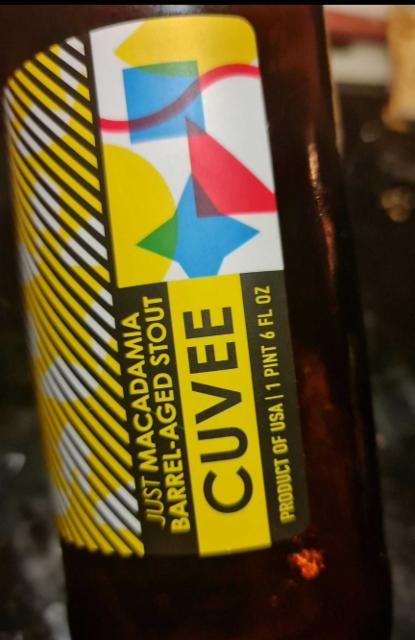 JUST MACADAMIA
BARREL-AGED STOUT
CUVEE
PRODUCT OF USA | 1 PINT 6 FL OZ